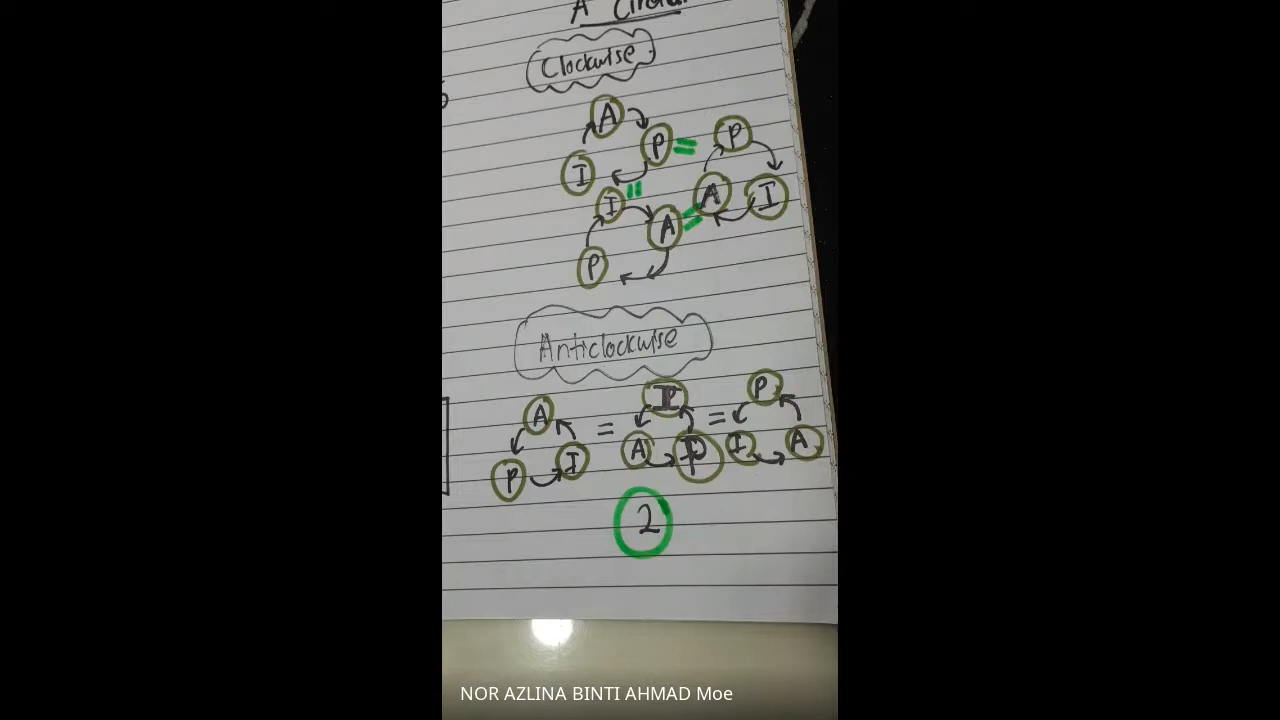 A
Clockwise
A
P = P
I
I
A = A I
P
Anticlockwise
A = = P
P I A I A
2
NOR AZLINA BINTI AHMAD Moe